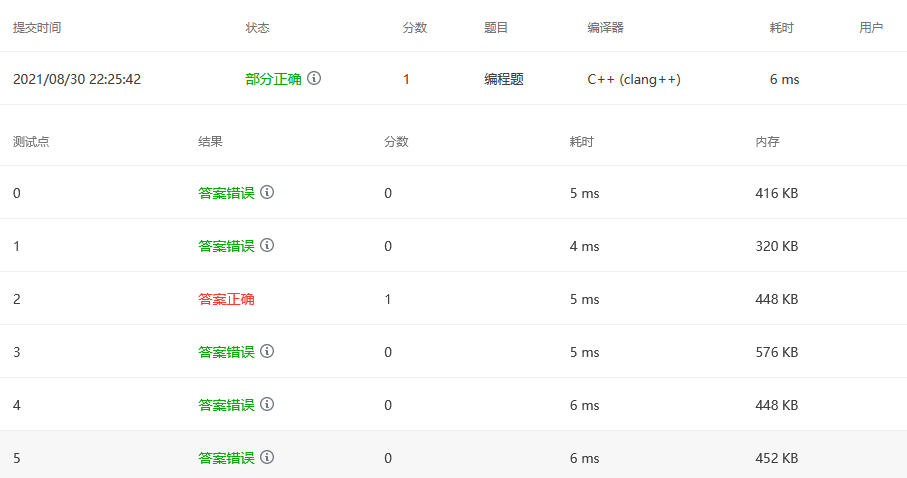 提交时间 状态 分数 题目 编译器 耗时 用户
2021/08/30 22:25:42 部分正确 1 编程题 C++ (clang++) 6 ms
测试点 结果 分数 耗时 内存
0 答案错误 0 5 ms 416 KB
1 答案错误 0 4 ms 320 KB
2 答案正确 1 5 ms 448 KB
3 答案错误 0 5 ms 576 KB
4 答案错误 0 6 ms 448 KB
5 答案错误 0 6 ms 452 KB